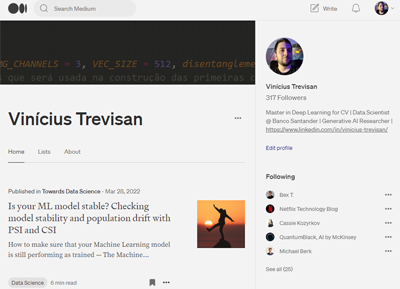 Search Medium
Write
MG_CHANNELS = 3, VEC_SIZE = 512, disentangleme
a que será usada na construção das primeiras c
Vinícius Trevisan
Home
Lists
About
Published in Towards Data Science · Mar 28, 2022
Is your ML model stable? Checking
model stability and population drift with
PSI and CSI
How to make sure that your Machine Learning model
is still performing as trained — The Machine…
Data Science
6 min read
Vinícius Trevisan
317 Followers
Master in Deep Learning for CV | Data Scientist
@ Banco Santander | Generative AI Researcher |
https://www.linkedin.com/in/vinicius-trevisan/
Edit profile
Following
Bex T.
Netflix Technology Blog
Cassie Kozyrkov
QuantumBlack, AI by McKinsey
Michael Berk
See all (26)